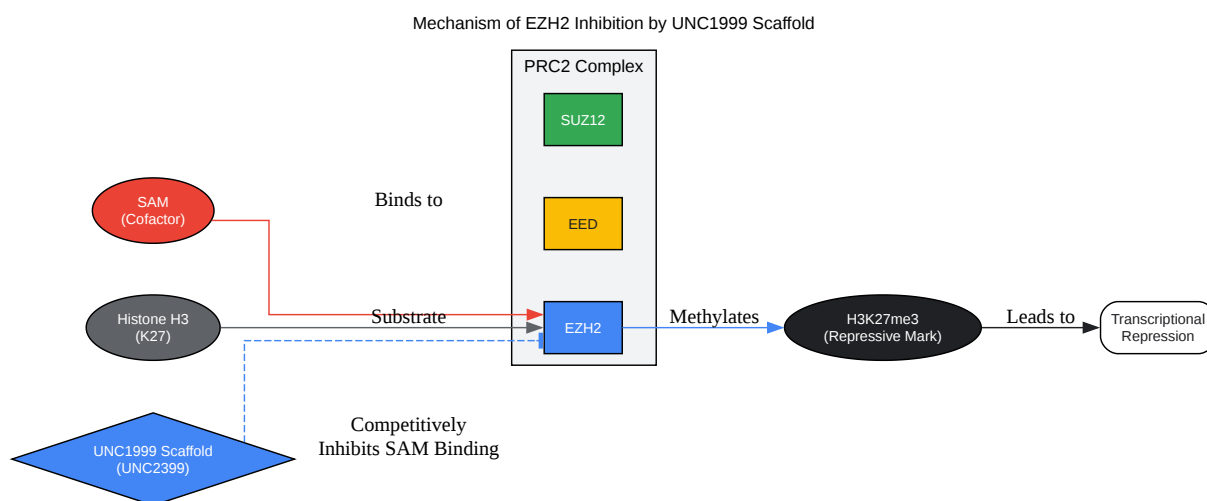 Mechanism of EZH2 Inhibition by UNC1999 Scaffold
PRC2 Complex
SUZ12
SAM
(Cofactor)
Binds to
EED
Histone H3
(K27)
Substrate
EZH2
Methylates
H3K27me3
(Repressive Mark)
Leads to
Transcriptional
Repression
UNC1999 Scaffold
(UNC2399)
Competitively
Inhibits SAM Binding